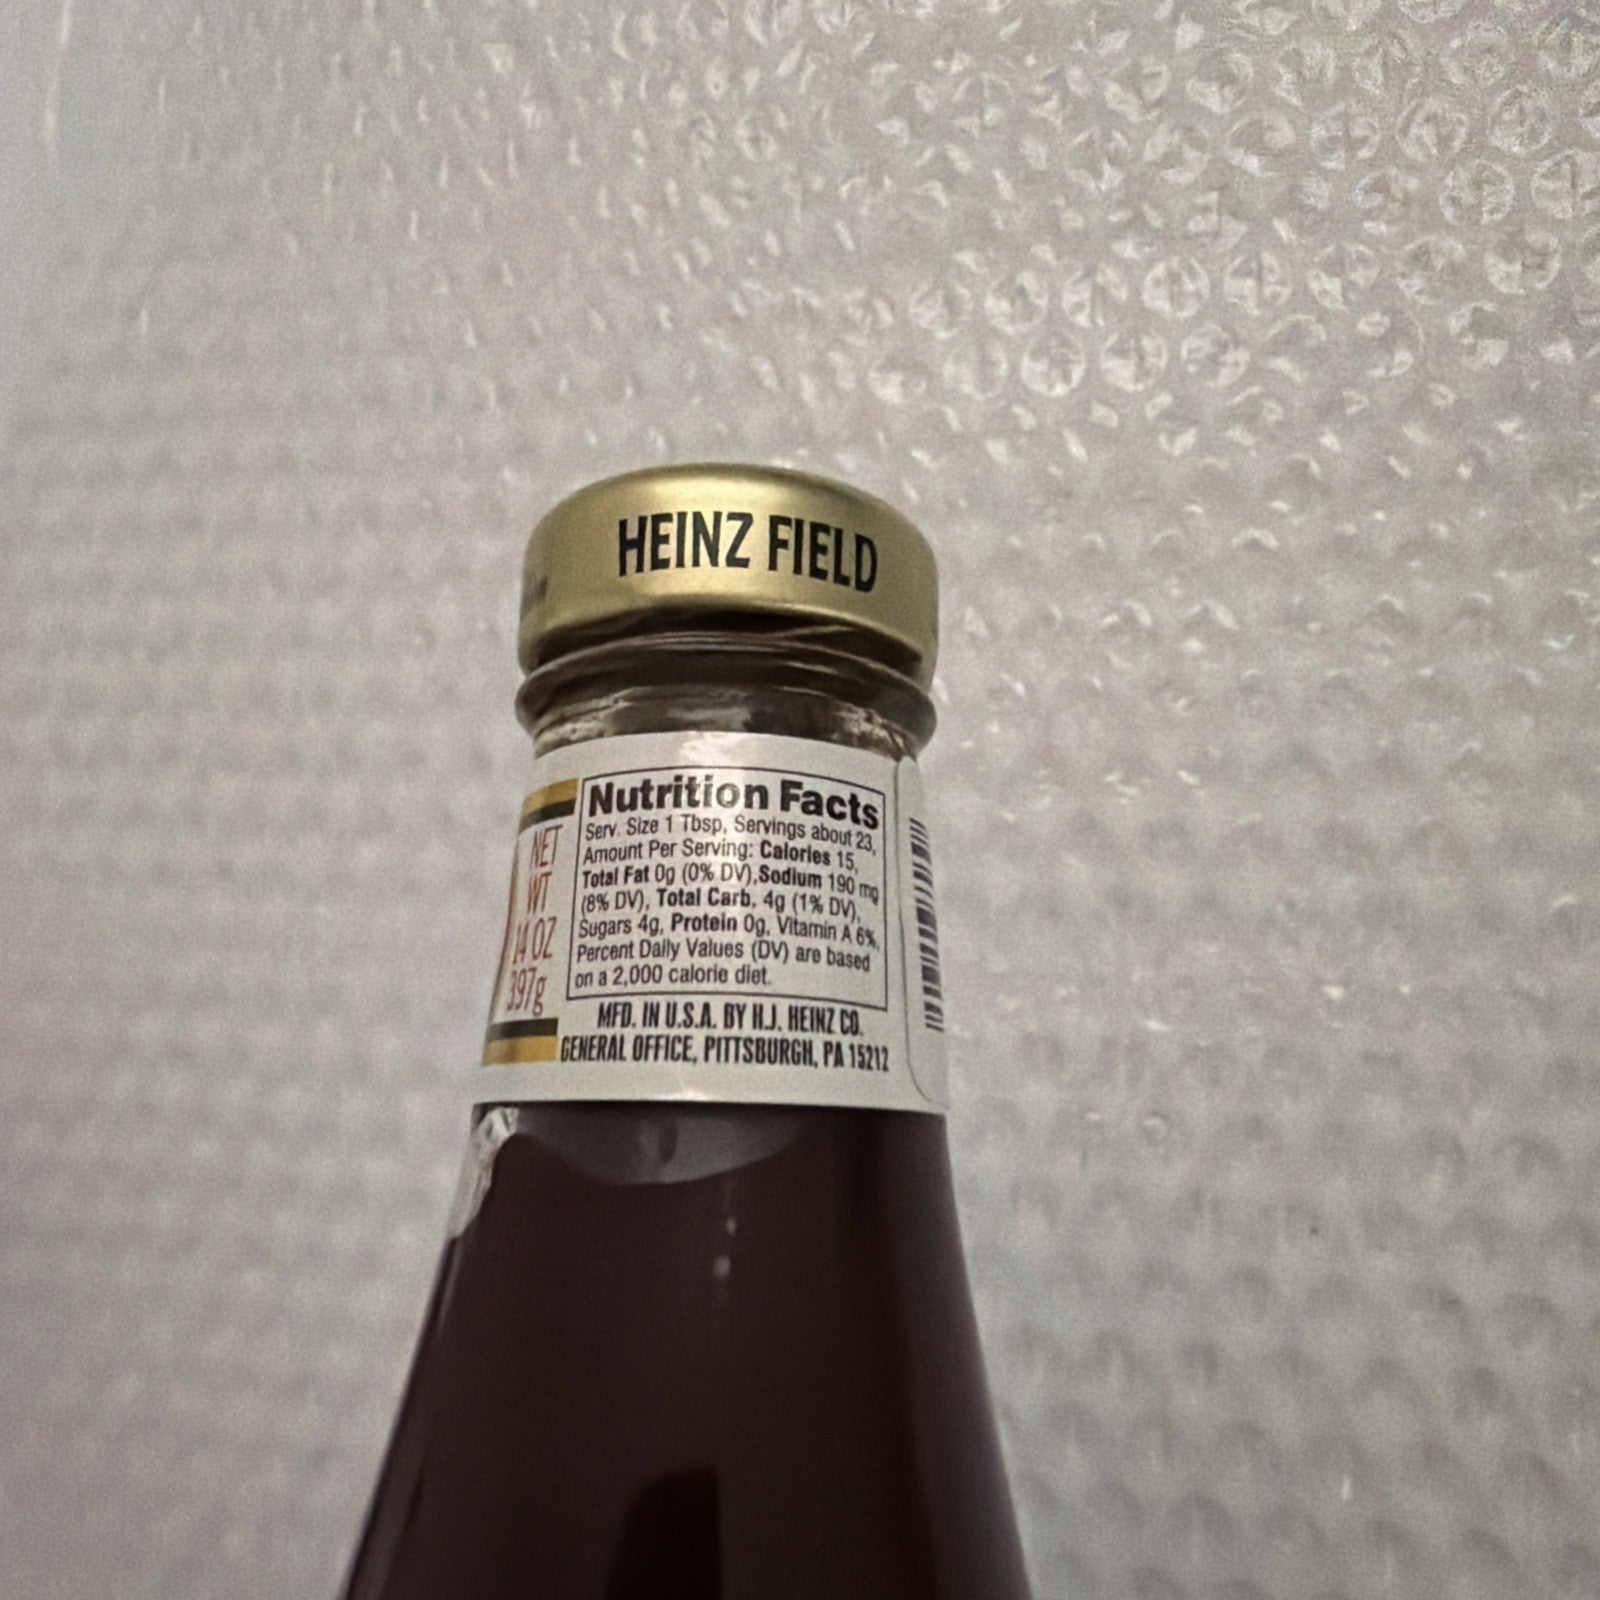 HEINZ FIELD
NET
WT
14 OZ
397g
Nutrition Facts
Serv. Size 1 Tbsp, Servings about 23,
Amount Per Serving: Calories 15,
Total Fat 0g (0% DV),Sodium 190 mg
(8% DV), Total Carb. 4g (1% DV),
Sugars 4g, Protein 0g, Vitamin A 6%.
Percent Daily Values (DV) are based
on a 2,000 calorie diet.
MFD. IN U.S.A. BY H.J. HEINZ CO.
GENERAL OFFICE, PITTSBURGH, PA 15212